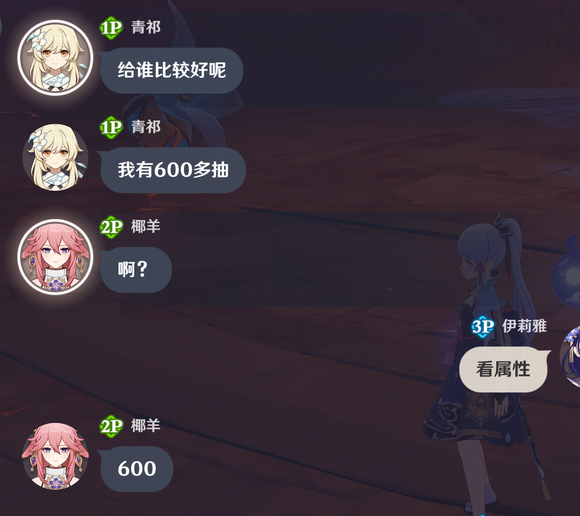 1P 青祁
给谁比较好呢
1P 青祁
我有600多抽
2P 椰羊
啊?
3P 伊莉雅
看属性
2P 椰羊
600